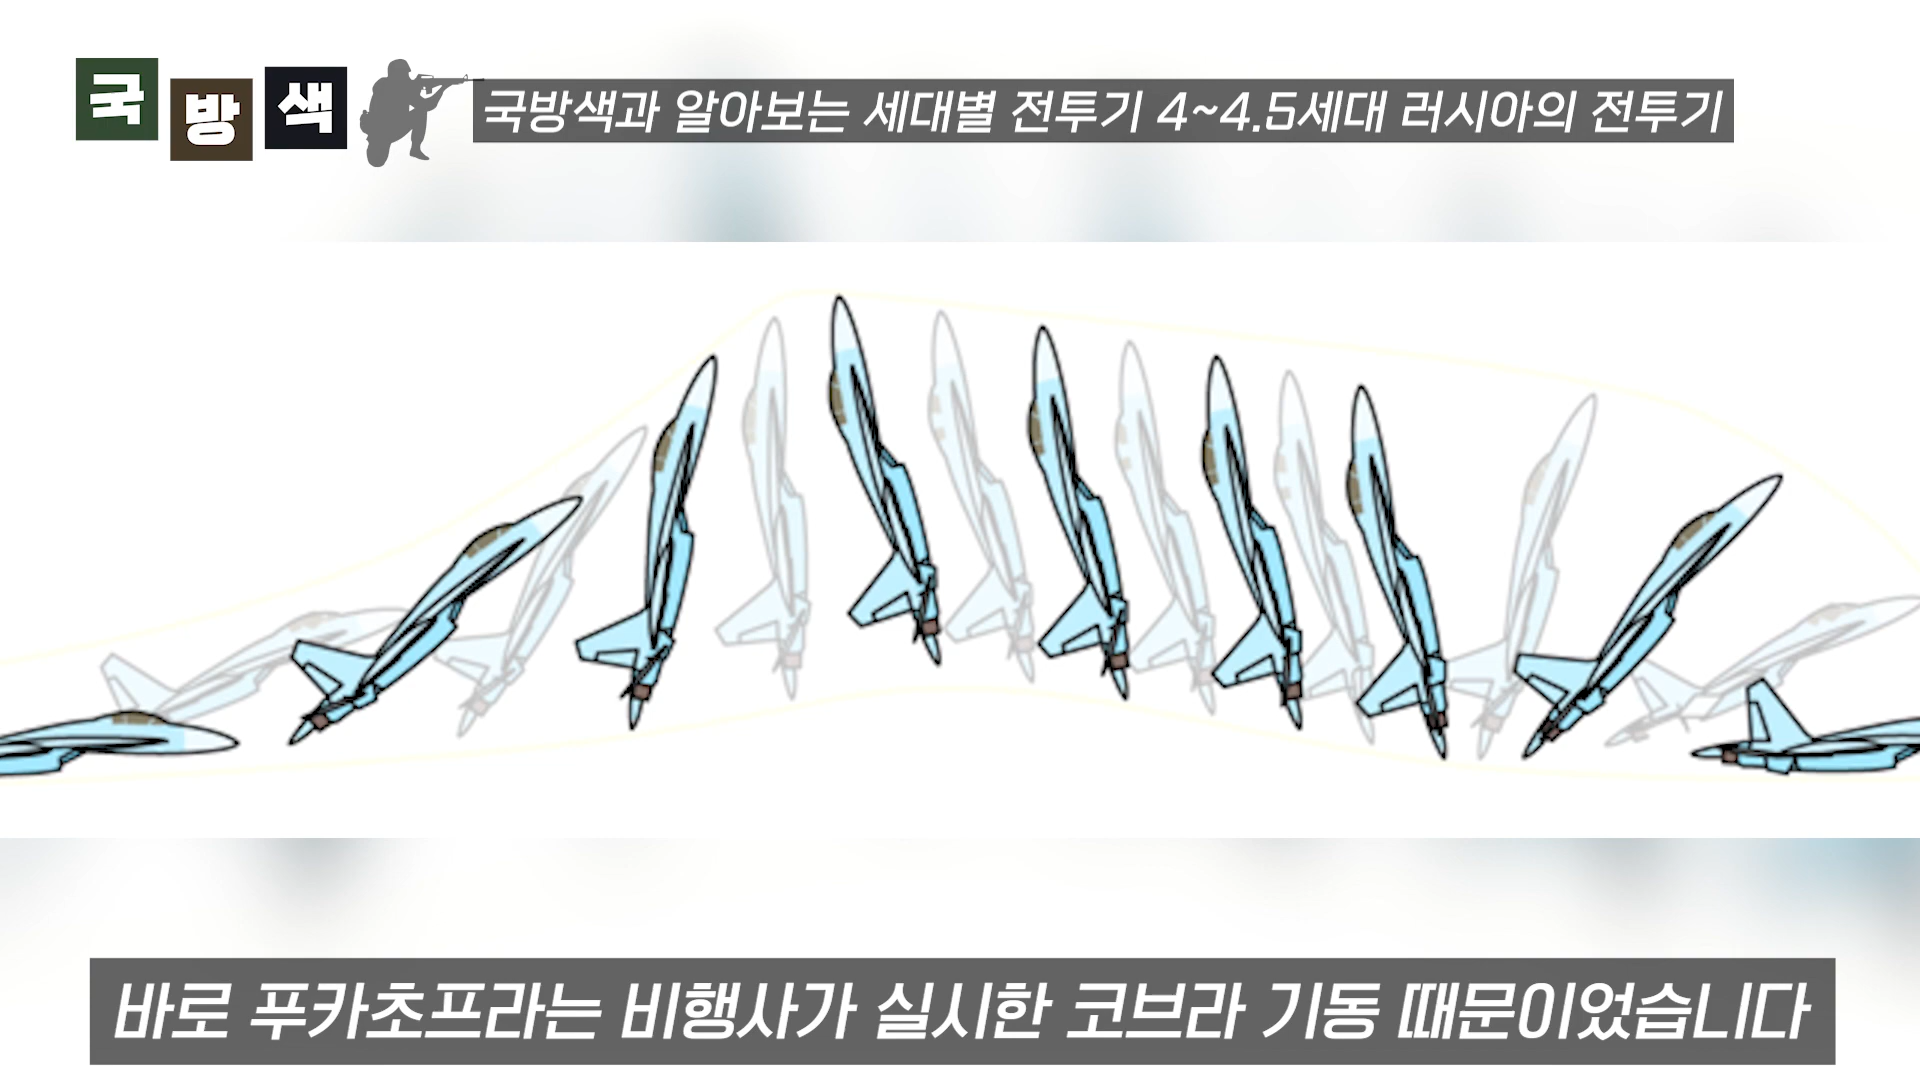 국방색
국방색과 알아보는 세대별 전투기 4~4.5세대 러시아의 전투기
바로 푸카초프라는 비행사가 실시한 코브라 기동 때문이었습니다